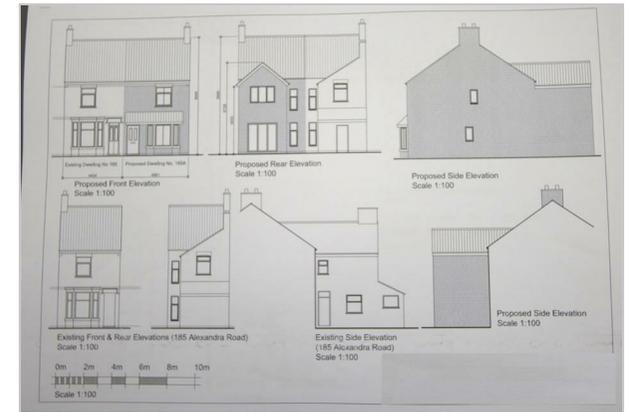 Existing Dwelling No 185
Proposed Dwelling No. 185A
Proposed Front Elevation
Scale 1:100
Proposed Rear Elevation
Scale 1:100
Proposed Side Elevation
Scale 1:100
Existing Front & Rear Elevations (185 Alexandra Road)
Scale 1:100
Existing Side Elevation
(185 Alexandra Road)
Scale 1:100
Proposed Side Elevation
Scale 1:100
0m 2m 4m 6m 8m 10m
Scale 1:100